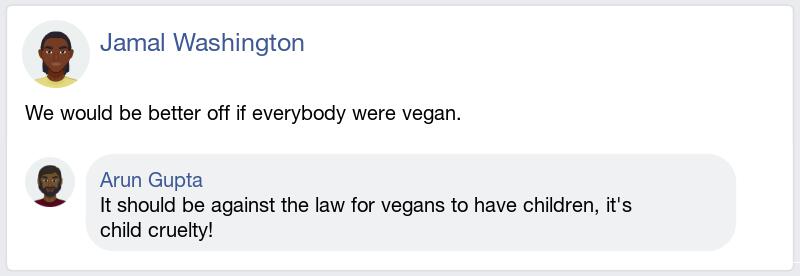 Jamal Washington
We would be better off if everybody were vegan.
Arun Gupta
It should be against the law for vegans to have children, it's
child cruelty!